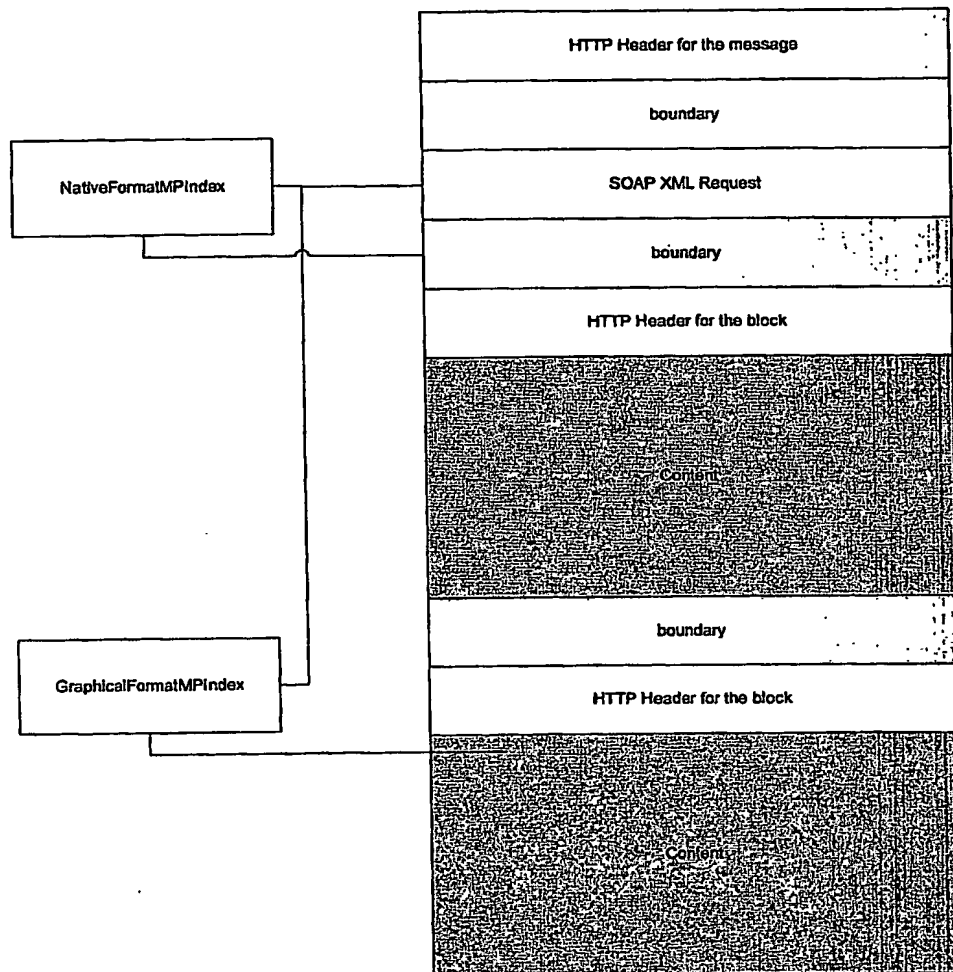 HTTP Header for the message
boundary
NativeFormatMPIndex
SOAP XML Request
boundary
HTTP Header for the block
Content
boundary
GraphicalFormatMPIndex
HTTP Header for the block
Content